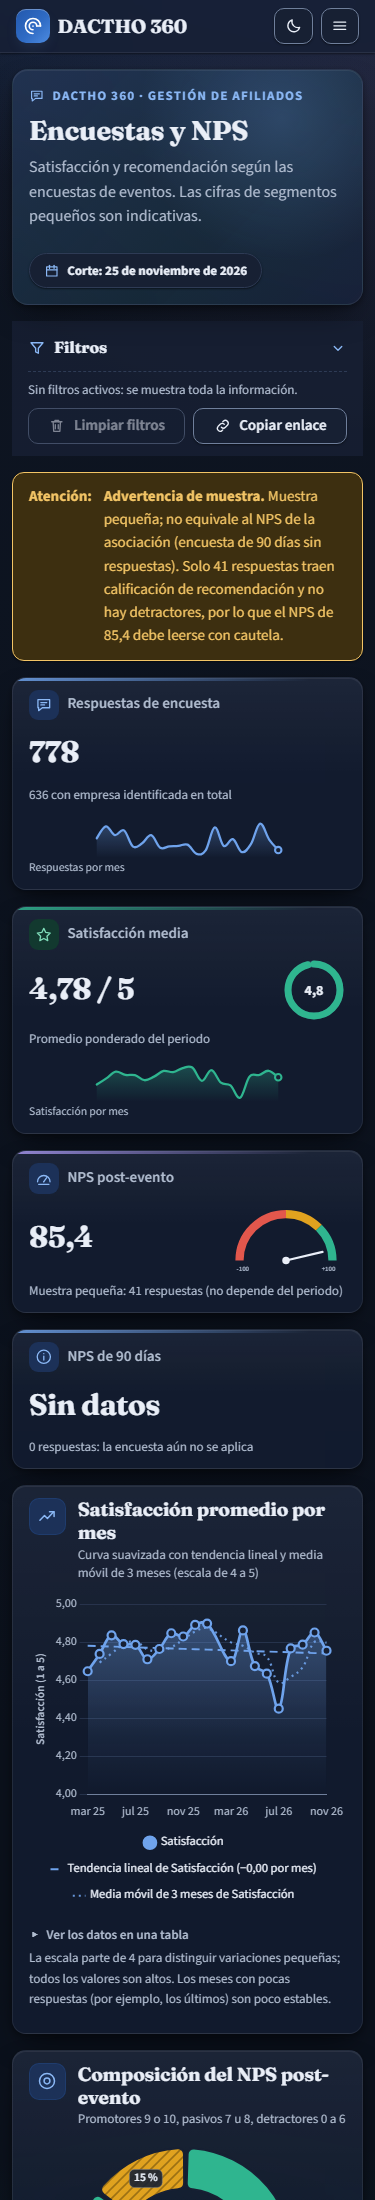 DACTHO 360
DACTHO 360 · GESTIÓN DE AFILIADOS
Encuestas y NPS
Satisfacción y recomendación según las
encuestas de eventos. Las cifras de segmentos
pequeños son indicativas.
Corte: 25 de noviembre de 2026
Filtros
Sin filtros activos: se muestra toda la información.
Limpiar filtros
Copiar enlace
Atención: Advertencia de muestra. Muestra
pequeña; no equivale al NPS de la
asociación (encuesta de 90 días sin
respuestas). Solo 41 respuestas traen
calificación de recomendación y no
hay detractores, por lo que el NPS de
85,4 debe leerse con cautela.
Respuestas de encuesta
778
636 con empresa identificada en total
Respuestas por mes
Satisfacción media
4,78 / 5
4,8
Promedio ponderado del periodo
Satisfacción por mes
NPS post-evento
85,4
-100
+100
Muestra pequeña: 41 respuestas (no depende del periodo)
NPS de 90 días
Sin datos
0 respuestas: la encuesta aún no se aplica
Satisfacción promedio por
mes
Curva suavizada con tendencia lineal y media
móvil de 3 meses (escala de 4 a 5)
Satisfacción (1 a 5)
5,00
4,80
4,60
4,40
4,20
4,00
mar 25 jul 25 nov 25 mar 26 jul 26 nov 26
Satisfacción
Tendencia lineal de Satisfacción (−0,00 por mes)
Media móvil de 3 meses de Satisfacción
Ver los datos en una tabla
La escala parte de 4 para distinguir variaciones pequeñas;
todos los valores son altos. Los meses con pocas
respuestas (por ejemplo, los últimos) son poco estables.
Composición del NPS post-
evento
Promotores 9 o 10, pasivos 7 u 8, detractores 0 a 6
15 %